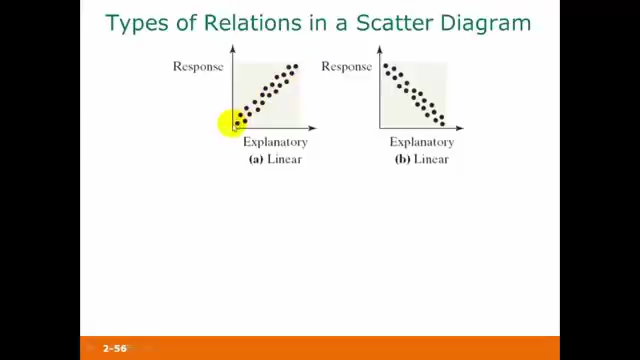 Types of Relations in a Scatter Diagram
Response
Response
Explanatory
Explanatory
(a) Linear
(b) Linear
2-56